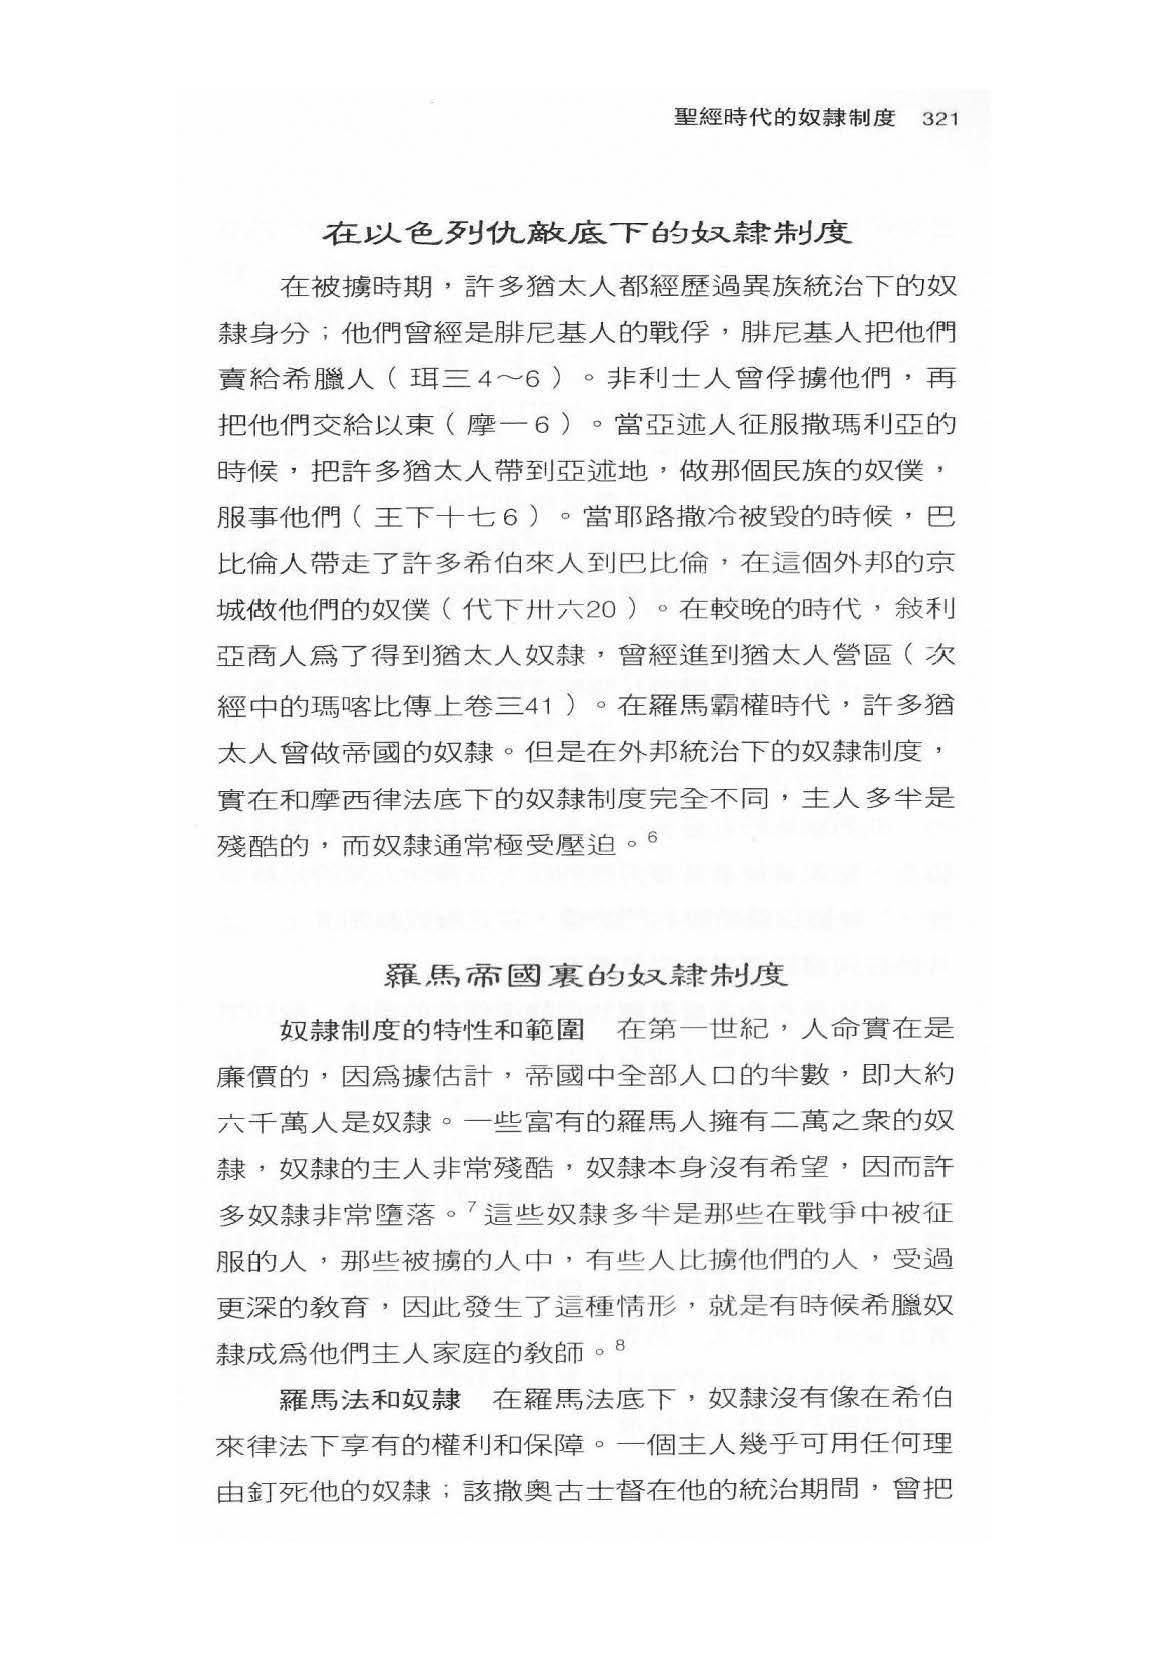 聖經時代的奴隸制度 321
在以色列仇敵底下的奴隸制度
在被擄時期，許多猶太人都經歷過異族統治下的奴
隸身分；他們曾經是腓尼基人的戰俘，腓尼基人把他們
賣給希臘人（珥三4～6）。非利士人曾俘擄他們，再
把他們交給以東（摩一6）。當亞述人征服撒瑪利亞的
時候，把許多猶太人帶到亞述地，做那個民族的奴僕，
服事他們（王下十七6）。當耶路撒冷被毀的時候，巴
比倫人帶走了許多希伯來人到巴比倫，在這個外邦的京
城做他們的奴僕（代下卅六20）。在較晚的時代，敍利
亞商人爲了得到猶太人奴隸，曾經進到猶太人營區（次
經中的瑪喀比傳上卷三41）。在羅馬霸權時代，許多猶
太人曾做帝國的奴隸。但是在外邦統治下的奴隸制度，
實在和摩西律法底下的奴隸制度完全不同，主人多半是
殘酷的，而奴隸通常極受壓迫。6
羅馬帝國裏的奴隸制度
奴隸制度的特性和範圍　在第一世紀，人命實在是
廉價的，因爲據估計，帝國中全部人口的半數，即大約
六千萬人是奴隸。一些富有的羅馬人擁有二萬之衆的奴
隸，奴隸的主人非常殘酷，奴隸本身沒有希望，因而許
多奴隸非常墮落。7這些奴隸多半是那些在戰爭中被征
服的人，那些被擄的人中，有些人比擄他們的人，受過
更深的教育，因此發生了這種情形，就是有時候希臘奴
隸成爲他們主人家庭的教師。8
羅馬法和奴隸　在羅馬法底下，奴隸沒有像在希伯
來律法下享有的權利和保障。一個主人幾乎可用任何理
由釘死他的奴隸；該撒奧古士督在他的統治期間，曾把